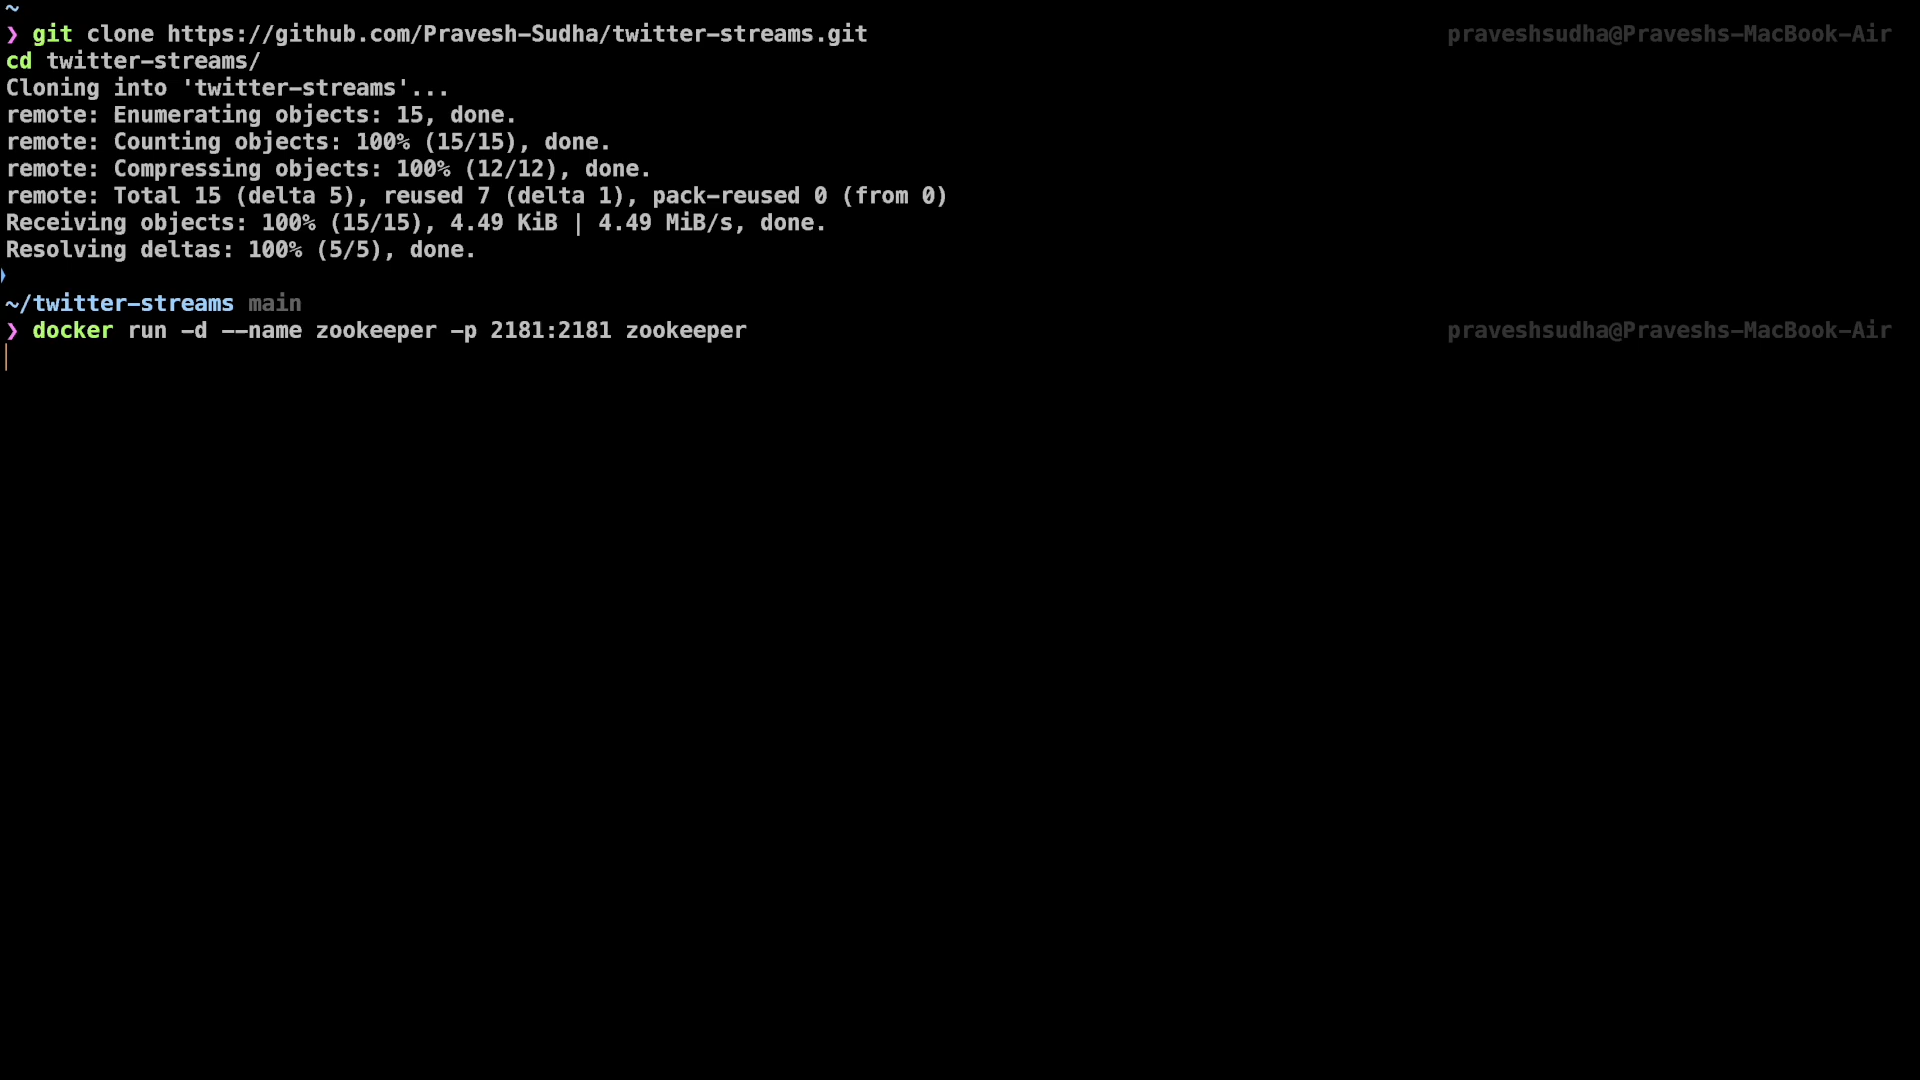 ~
❯ git clone https://github.com/Pravesh-Sudha/twitter-streams.git praveshsudha@Praveshs-MacBook-Air
cd twitter-streams/
Cloning into 'twitter-streams'...
remote: Enumerating objects: 15, done.
remote: Counting objects: 100% (15/15), done.
remote: Compressing objects: 100% (12/12), done.
remote: Total 15 (delta 5), reused 7 (delta 1), pack-reused 0 (from 0)
Receiving objects: 100% (15/15), 4.49 KiB | 4.49 MiB/s, done.
Resolving deltas: 100% (5/5), done.
~/twitter-streams main
❯ docker run -d --name zookeeper -p 2181:2181 zookeeper praveshsudha@Praveshs-MacBook-Air